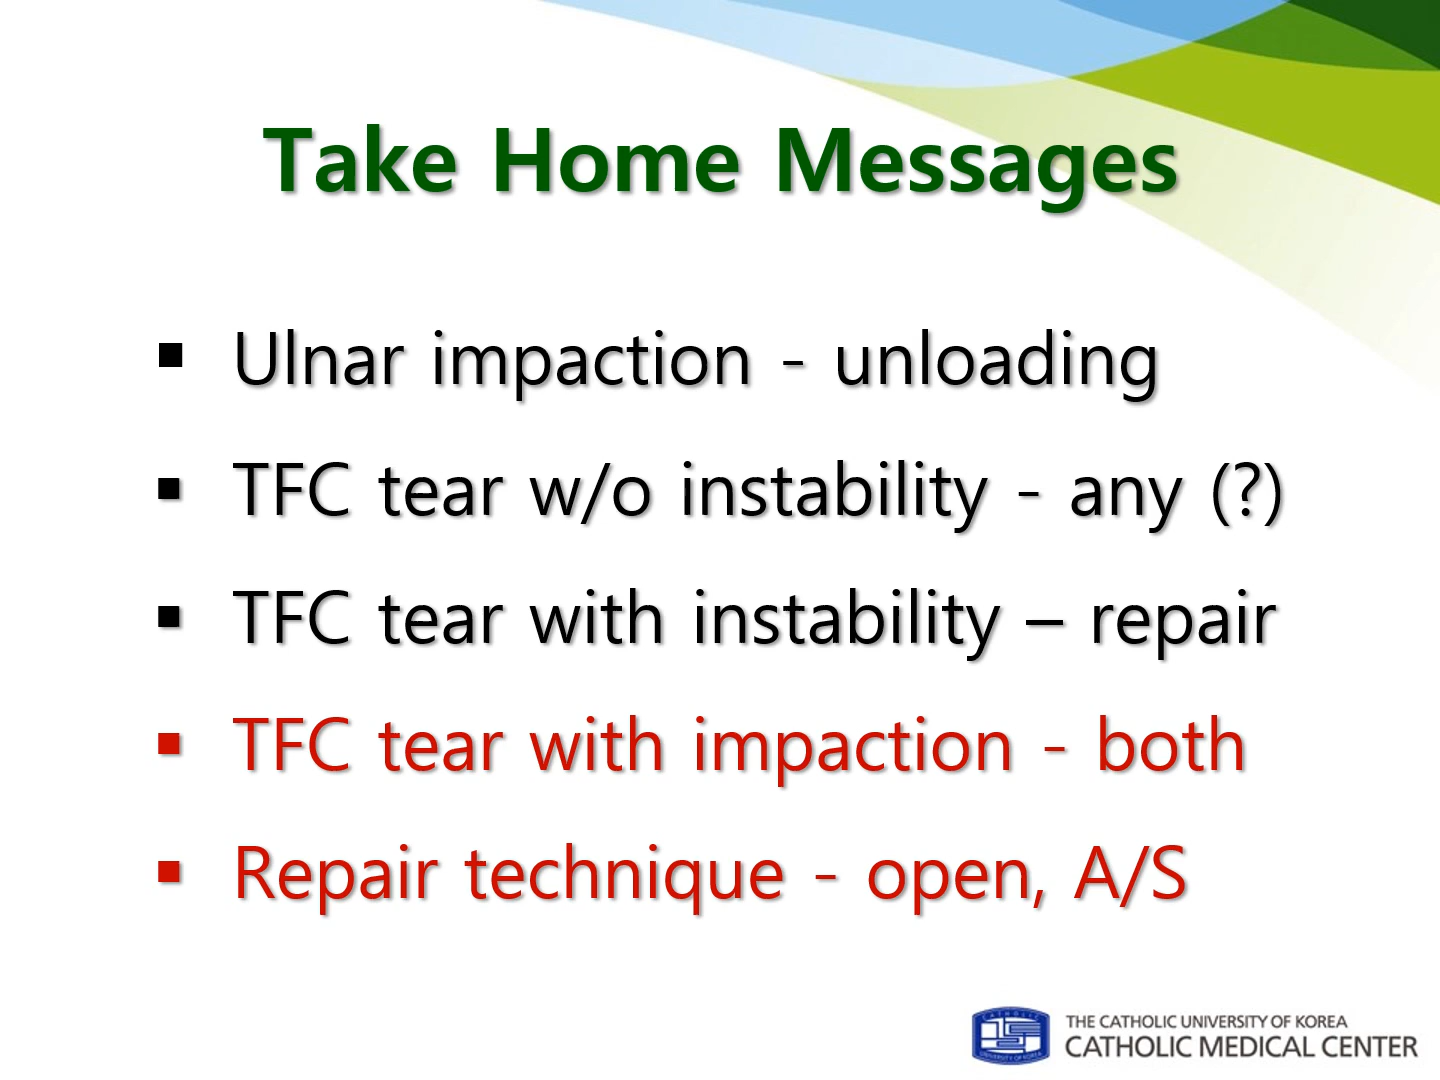 Take Home Messages
▪ Ulnar impaction - unloading
▪ TFC tear w/o instability - any (?)
▪ TFC tear with instability – repair
▪ TFC tear with impaction - both
▪ Repair technique - open, A/S
THE CATHOLIC UNIVERSITY OF KOREA
CATHOLIC MEDICAL CENTER